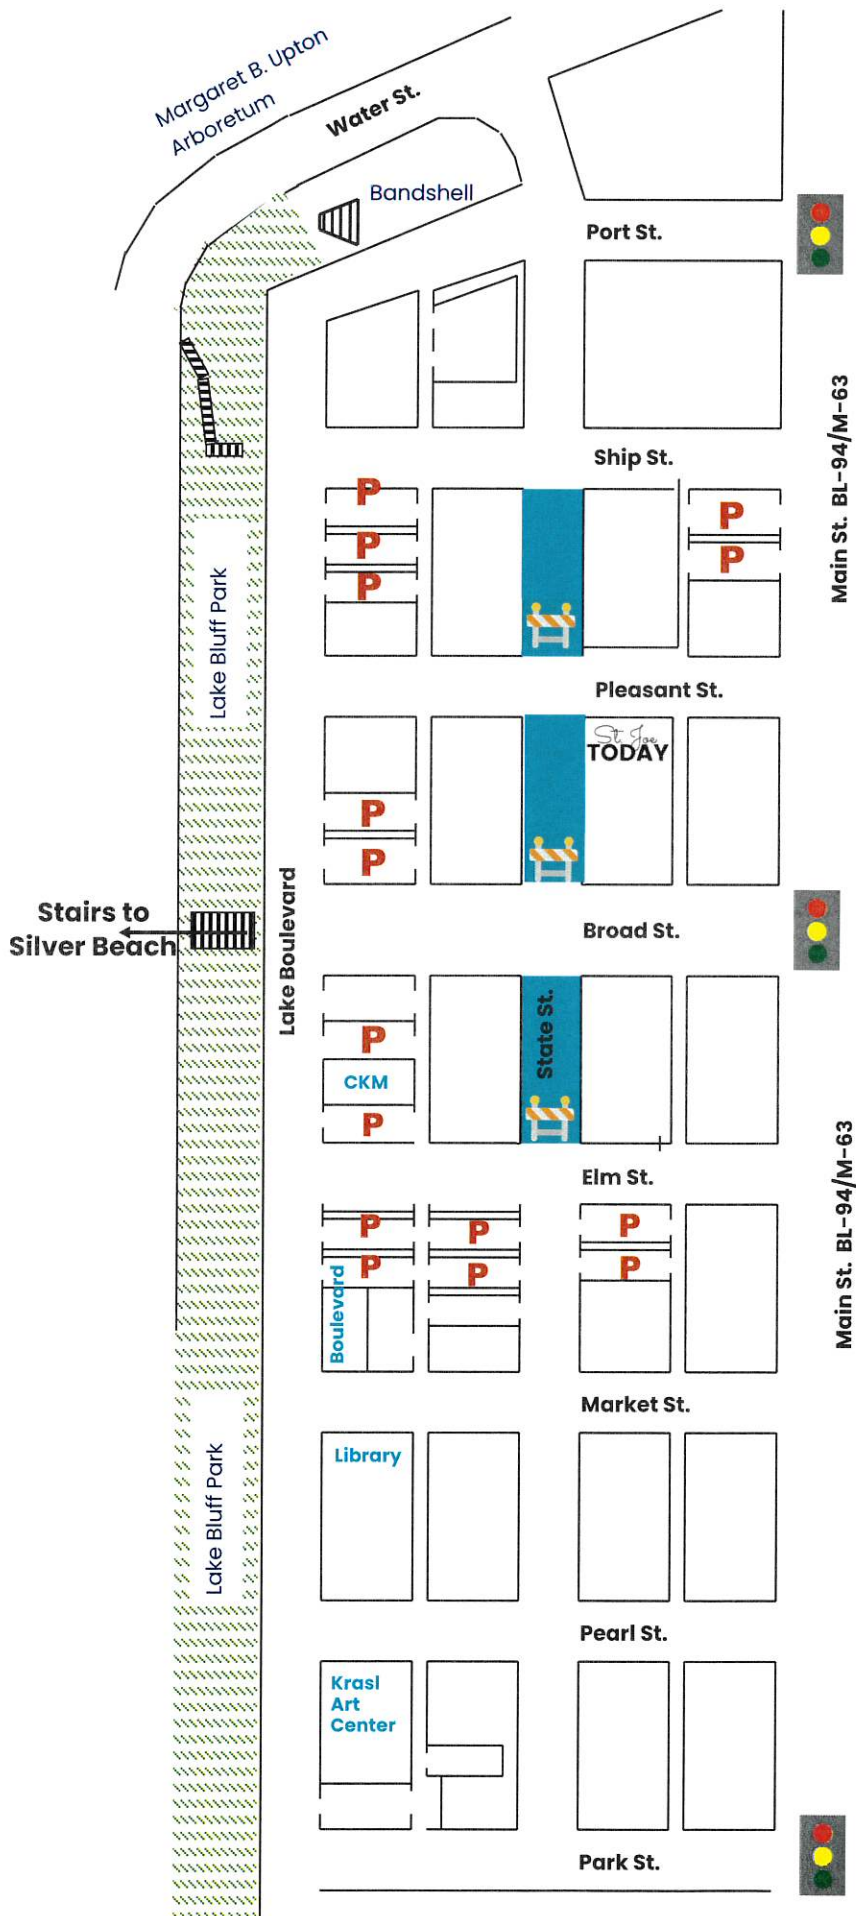 Margaret B. Upton
Arboretum
Water St.
Bandshell
Port St.
Main St. BL-94/M-63
Ship St.
P
P
P
P
P
Lake Bluff Park
Pleasant St.
St. Joe
TODAY
P
P
Stairs to
Silver Beach
Lake Boulevard
Broad St.
State St.
P
CKM
P
Elm St.
Main St. BL-94/M-63
P
P
P
P
P
P
Boulevard
Market St.
Lake Bluff Park
Library
Pearl St.
Krasl
Art
Center
Park St.